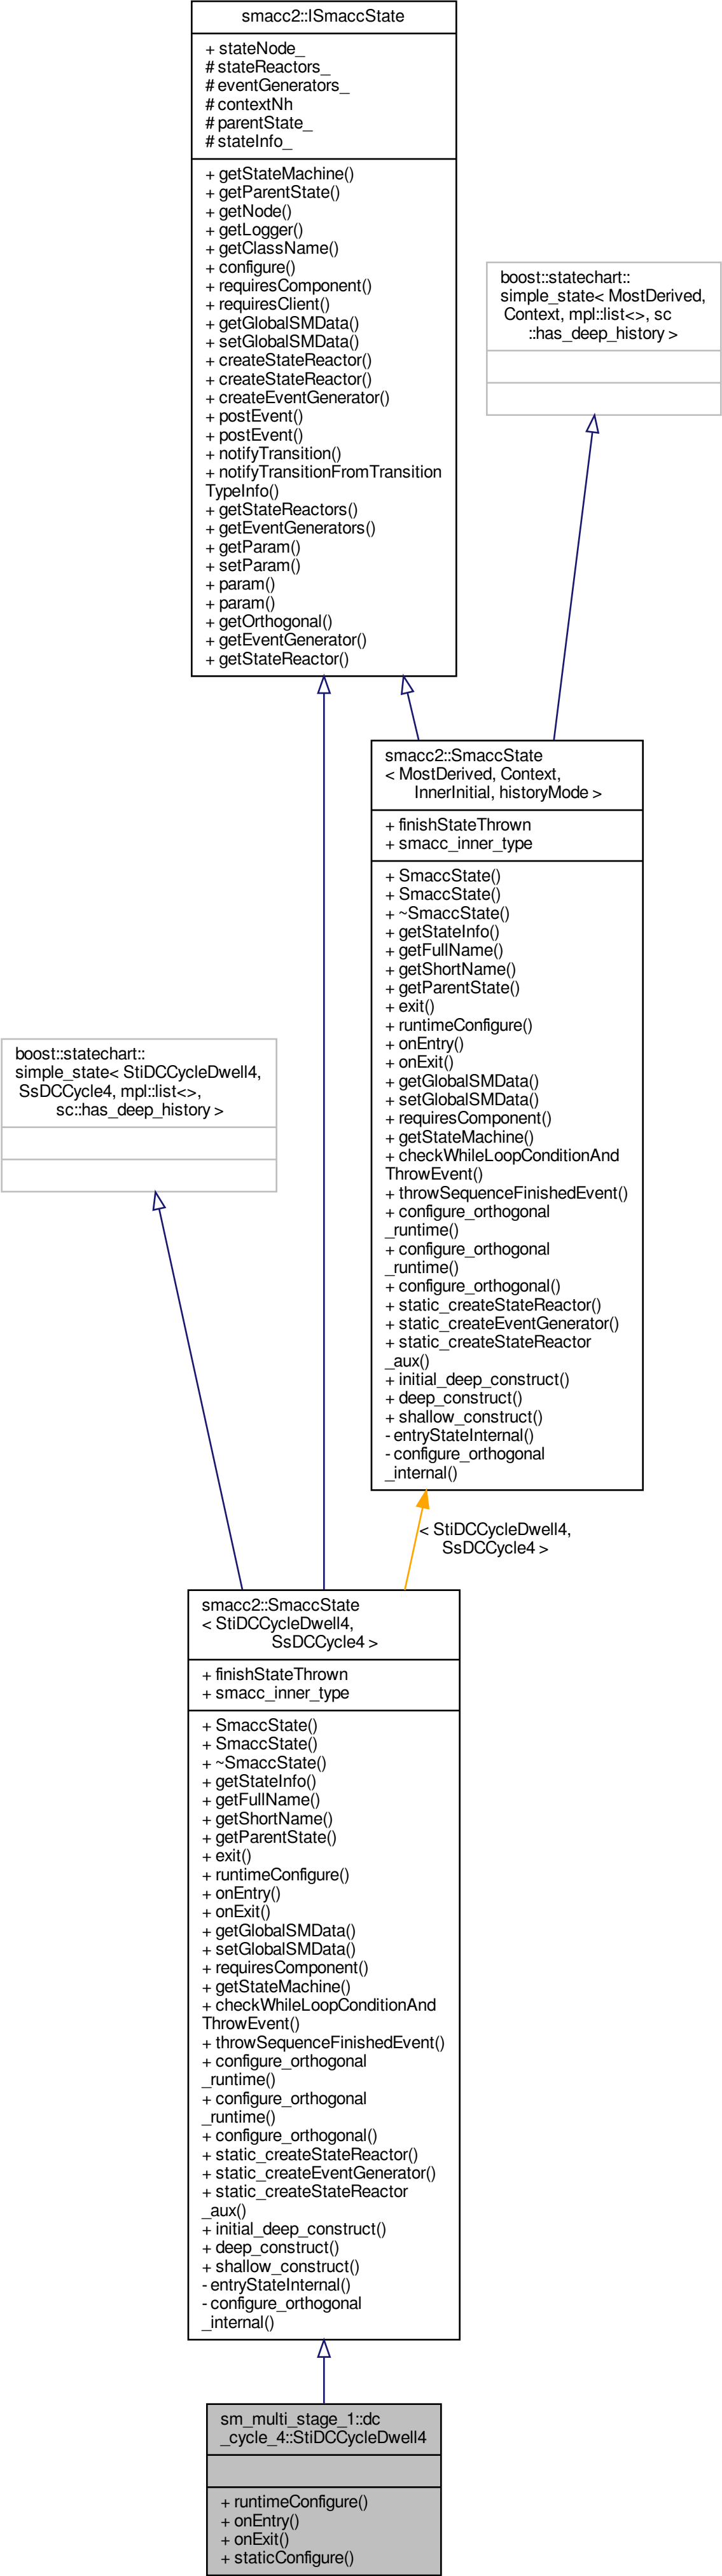 smacc2::ISmaccState
+ stateNode_
# stateReactors_
# eventGenerators_
# contextNh
# parentState_
# stateInfo_
+ getStateMachine()
+ getParentState()
+ getNode()
+ getLogger()
+ getClassName()
+ configure()
+ requiresComponent()
+ requiresClient()
+ getGlobalSMData()
+ setGlobalSMData()
+ createStateReactor()
+ createStateReactor()
+ createEventGenerator()
+ postEvent()
+ postEvent()
+ notifyTransition()
+ notifyTransitionFromTransition
TypeInfo()
+ getStateReactors()
+ getEventGenerators()
+ getParam()
+ setParam()
+ param()
+ param()
+ getOrthogonal()
+ getEventGenerator()
+ getStateReactor()
boost::statechart::
simple_state< MostDerived,
Context, mpl::list<>, sc
::has_deep_history >
smacc2::SmaccState
< MostDerived, Context,
InnerInitial, historyMode >
+ finishStateThrown
+ smacc_inner_type
+ SmaccState()
+ SmaccState()
+ ~SmaccState()
+ getStateInfo()
+ getFullName()
+ getShortName()
+ getParentState()
+ exit()
+ runtimeConfigure()
+ onEntry()
+ onExit()
+ getGlobalSMData()
+ setGlobalSMData()
+ requiresComponent()
+ getStateMachine()
+ checkWhileLoopConditionAnd
ThrowEvent()
+ throwSequenceFinishedEvent()
+ configure_orthogonal
_runtime()
+ configure_orthogonal
_runtime()
+ configure_orthogonal()
+ static_createStateReactor()
+ static_createEventGenerator()
+ static_createStateReactor
_aux()
+ initial_deep_construct()
+ deep_construct()
+ shallow_construct()
- entryStateInternal()
- configure_orthogonal
_internal()
boost::statechart::
simple_state< StiDCCycleDwell4,
SsDCCycle4, mpl::list<>,
sc::has_deep_history >
< StiDCCycleDwell4,
SsDCCycle4 >
smacc2::SmaccState
< StiDCCycleDwell4,
SsDCCycle4 >
+ finishStateThrown
+ smacc_inner_type
+ SmaccState()
+ SmaccState()
+ ~SmaccState()
+ getStateInfo()
+ getFullName()
+ getShortName()
+ getParentState()
+ exit()
+ runtimeConfigure()
+ onEntry()
+ onExit()
+ getGlobalSMData()
+ setGlobalSMData()
+ requiresComponent()
+ getStateMachine()
+ checkWhileLoopConditionAnd
ThrowEvent()
+ throwSequenceFinishedEvent()
+ configure_orthogonal
_runtime()
+ configure_orthogonal
_runtime()
+ configure_orthogonal()
+ static_createStateReactor()
+ static_createEventGenerator()
+ static_createStateReactor
_aux()
+ initial_deep_construct()
+ deep_construct()
+ shallow_construct()
- entryStateInternal()
- configure_orthogonal
_internal()
sm_multi_stage_1::dc
_cycle_4::StiDCCycleDwell4
+ runtimeConfigure()
+ onEntry()
+ onExit()
+ staticConfigure()